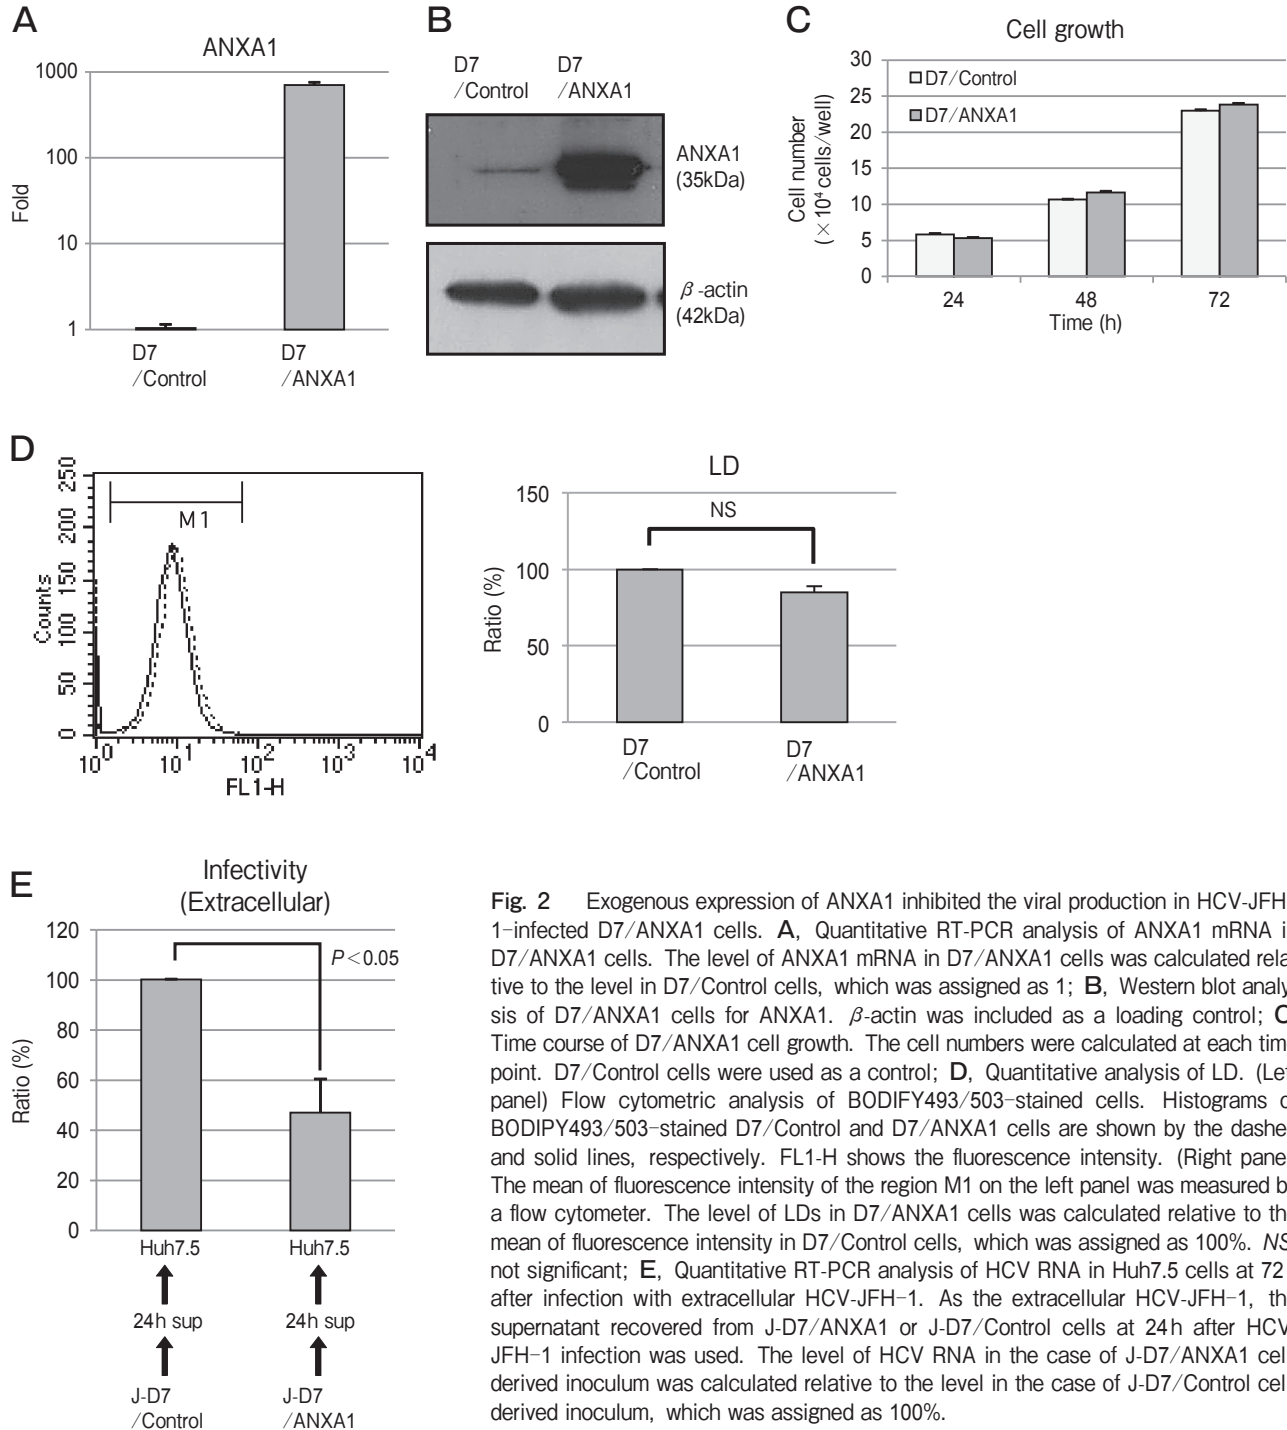 A
ANXA1
1000
100
10
1
Fold
D7
/Control
D7
/ANXA1
B
D7
/Control
D7
/ANXA1
ANXA1
(35kDa)
β-actin
(42kDa)
C
Cell growth
30
25
20
15
10
5
0
Cell number
(×10⁴ cells/well)
D7/Control
D7/ANXA1
24
48
72
Time (h)
D
250
200
150
100
50
0
Counts
M1
10⁰
10¹
10²
10³
10⁴
FL1-H
LD
150
100
50
0
Ratio (%)
NS
D7
/Control
D7
/ANXA1
E
Infectivity
(Extracellular)
120
100
80
60
40
20
0
Ratio (%)
P<0.05
Huh7.5
Huh7.5
24h sup
24h sup
J-D7
/Control
J-D7
/ANXA1
Fig. 2 Exogenous expression of ANXA1 inhibited the viral production in HCV-JFH
1-infected D7/ANXA1 cells. A, Quantitative RT-PCR analysis of ANXA1 mRNA i
D7/ANXA1 cells. The level of ANXA1 mRNA in D7/ANXA1 cells was calculated rela
tive to the level in D7/Control cells, which was assigned as 1; B, Western blot analy
sis of D7/ANXA1 cells for ANXA1. β-actin was included as a loading control; C
Time course of D7/ANXA1 cell growth. The cell numbers were calculated at each tim
point. D7/Control cells were used as a control; D, Quantitative analysis of LD. (Lef
panel) Flow cytometric analysis of BODIFY493/503-stained cells. Histograms o
BODIPY493/503-stained D7/Control and D7/ANXA1 cells are shown by the dashe
and solid lines, respectively. FL1-H shows the fluorescence intensity. (Right pane
The mean of fluorescence intensity of the region M1 on the left panel was measured b
a flow cytometer. The level of LDs in D7/ANXA1 cells was calculated relative to th
mean of fluorescence intensity in D7/Control cells, which was assigned as 100%. NS
not significant; E, Quantitative RT-PCR analysis of HCV RNA in Huh7.5 cells at 72
after infection with extracellular HCV-JFH-1. As the extracellular HCV-JFH-1, th
supernatant recovered from J-D7/ANXA1 or J-D7/Control cells at 24h after HCV
JFH-1 infection was used. The level of HCV RNA in the case of J-D7/ANXA1 cel
derived inoculum was calculated relative to the level in the case of J-D7/Control cel
derived inoculum, which was assigned as 100%.